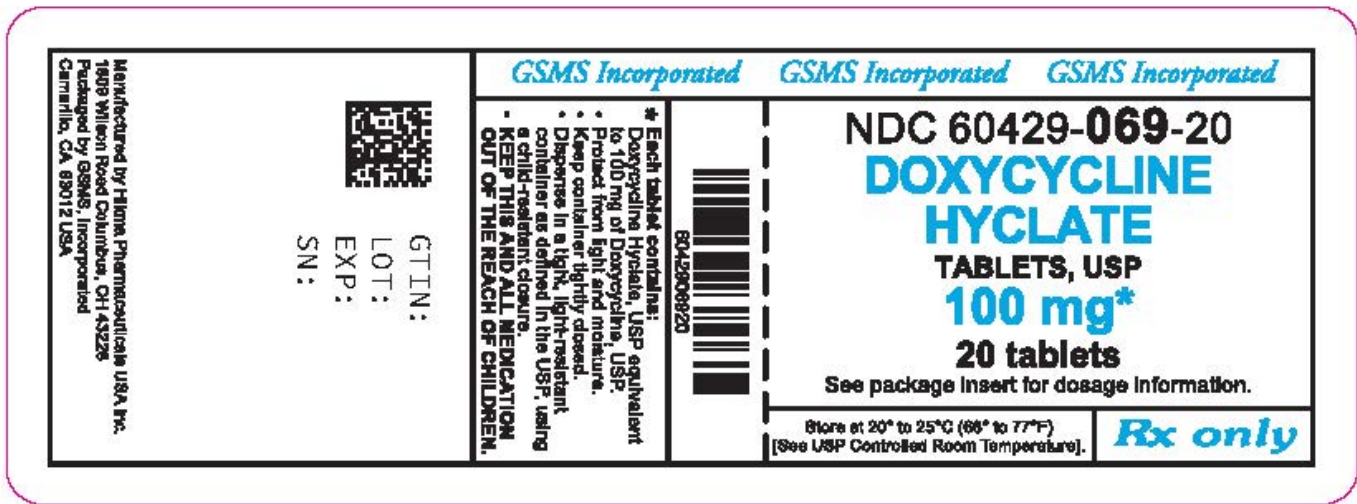 GSMS Incorporated GSMS Incorporated GSMS Incorporated
NDC 60429-069-20
DOXYCYCLINE
HYCLATE
TABLETS, USP
100 mg*
20 tablets
See package insert for dosage information.
Store at 20° to 25°C (68° to 77°F)
[See USP Controlled Room Temperature].
Rx only
6042906920
* Each tablet contains:
Doxycycline Hyclate, USP equivalent
to 100 mg of Doxycycline, USP.
• Protect from light and moisture.
• Keep container tightly closed.
• Dispense in a tight, light-resistant
container as defined in the USP, using
a child-resistant closure.
• KEEP THIS AND ALL MEDICATION
OUT OF THE REACH OF CHILDREN.
GTIN:
LOT:
EXP:
SN:
Manufactured by Hikma Pharmaceuticals USA Inc.
1809 Wilson Road Columbus, OH 43228
Packaged by GSMS, Incorporated
Camarillo, CA 93012 USA